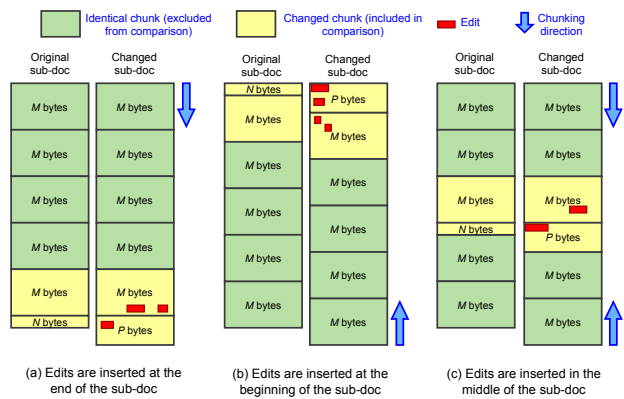 Identical chunk (excluded
from comparison)
Changed chunk (included in
comparison)
Edit
Chunking
direction
Original
sub-doc
Changed
sub-doc
M bytes
M bytes
M bytes
M bytes
M bytes
N bytes
M bytes
M bytes
M bytes
M bytes
M bytes
P bytes
(a) Edits are inserted at the
end of the sub-doc
Original
sub-doc
Changed
sub-doc
N bytes
M bytes
M bytes
M bytes
M bytes
M bytes
P bytes
M bytes
M bytes
M bytes
M bytes
M bytes
(b) Edits are inserted at the
beginning of the sub-doc
Original
sub-doc
Changed
sub-doc
M bytes
M bytes
M bytes
N bytes
M bytes
M bytes
M bytes
M bytes
M bytes
P bytes
M bytes
M bytes
(c) Edits are inserted in the
middle of the sub-doc